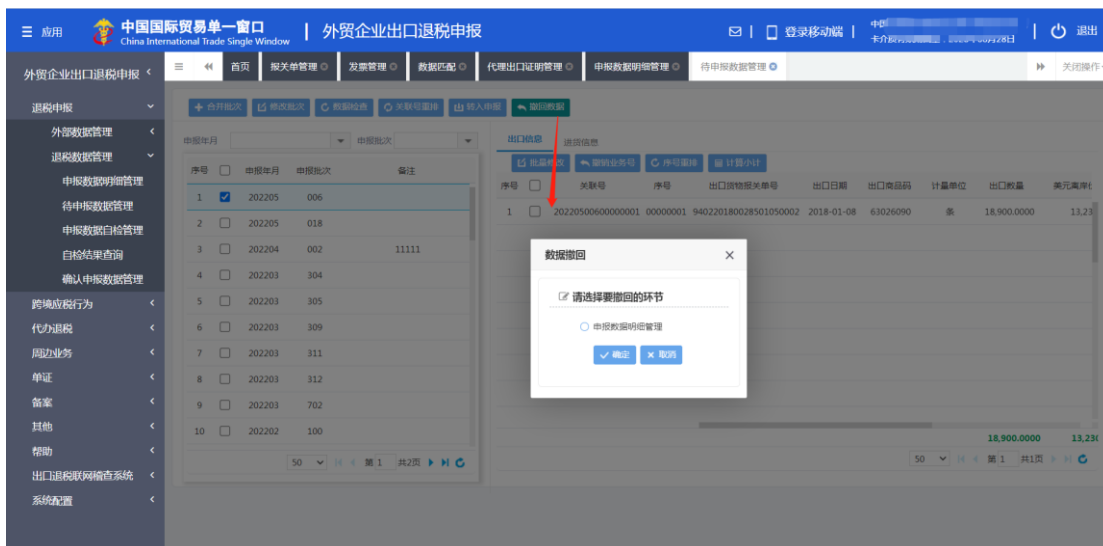 应用 中国国际贸易单一窗口 外贸企业出口退税申报 登录移动端 退出
China International Trade Single Window
外贸企业出口退税申报
首页 报关单管理 发票管理 数据匹配 代理出口证明管理 申报数据明细管理 待申报数据管理 关闭操作
退税申报
外部数据管理
退税数据管理
申报数据明细管理
待申报数据管理
申报数据自检管理
自检结果查询
确认申报数据管理
跨境应税行为
代办退税
周边业务
单证
备案
其他
帮助
出口退税联网稽查系统
系统配置
合并批次 修改批次 数据检查 关联号重排 转入申报 撤回数据
申报年月 申报批次
序号 申报年月 申报批次 备注
1 202205 006
2 202205 018
3 202204 002 11111
4 202203 304
5 202203 305
6 202203 309
7 202203 311
8 202203 312
9 202203 702
10 202202 100
50 第 1 共2页
出口信息 进货信息
批量修改 撤销业务号 序号重排 计算小计
序号 关联号 序号 出口货物报关单号 出口日期 出口商品码 计量单位 出口数量 美元离岸
1 20220500600000001 00000001 940220180028501050002 2018-01-08 63026090 条 18,900.0000 13,23
数据撤回
请选择要撤回的环节
申报数据明细管理
确定 取消
18,900.0000 13,230
50 第 1 共1页